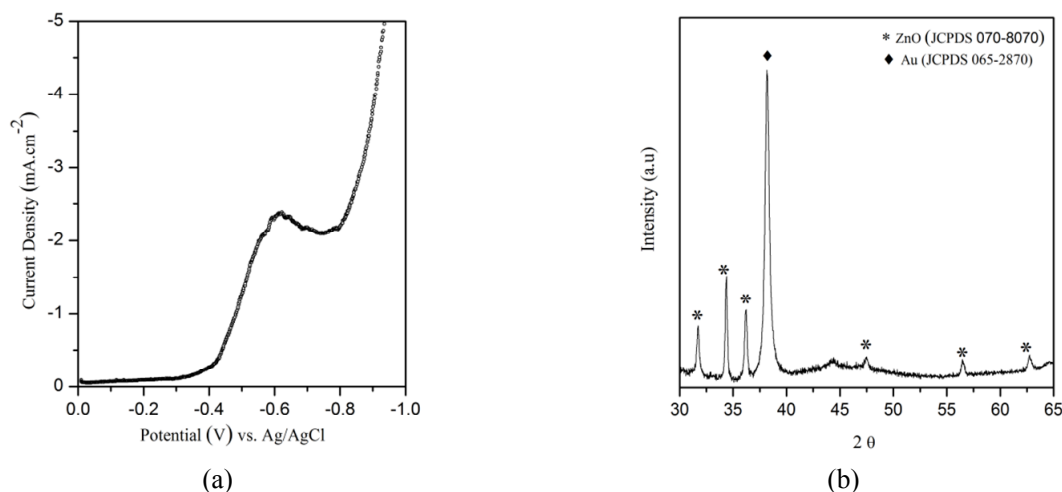 -5
-4
-3
-2
-1
0
0.0 -0.2 -0.4 -0.6 -0.8 -1.0
Current Density (mA.cm-2)
Potential (V) vs. Ag/AgCl
(a)
* ZnO (JCPDS 070-8070)
♦ Au (JCPDS 065-2870)
♦
*
*
*
*
*
*
Intensity (a.u)
30 35 40 45 50 55 60 65
2 θ
(b)